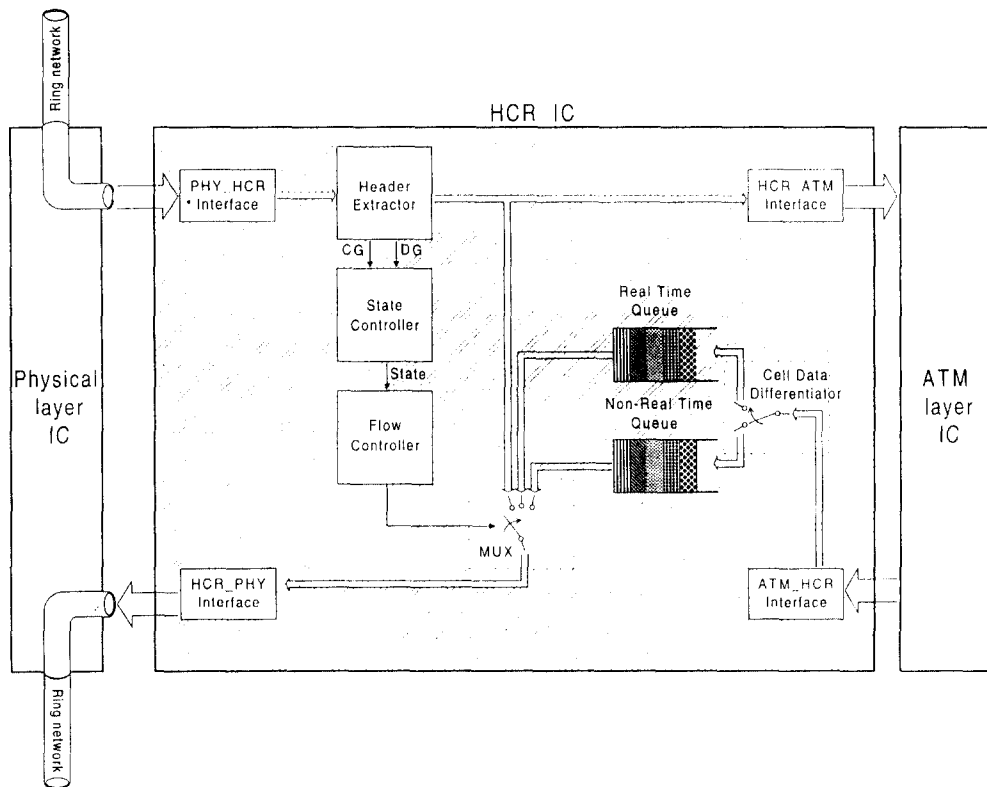 Ring network
HCR IC
PHY_HCR
Interface
Header
Extractor
HCR_ATM
Interface
CG
DG
State
Controller
Real Time
Queue
State
Physical
layer
IC
Cell Data
Differentiator
ATM
layer
IC
Flow
Controller
Non-Real Time
Queue
MUX
HCR_PHY
Interface
ATM_HCR
Interface
Ring network